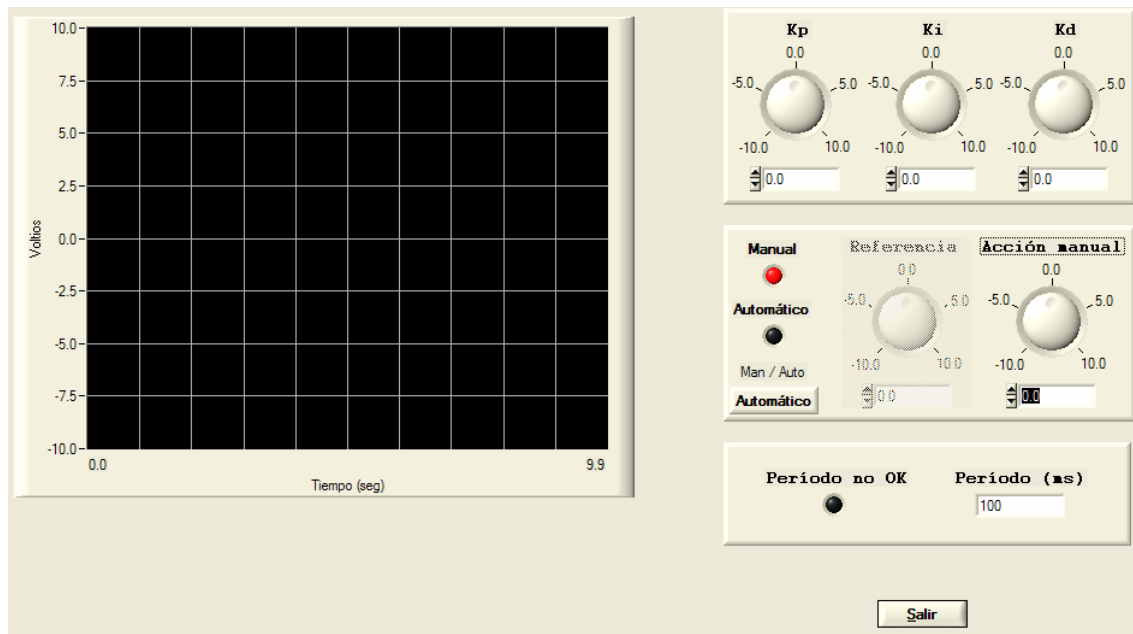 10.0
7.5
5.0
2.5
0.0
-2.5
-5.0
-7.5
-10.0
Voltios
0.0 9.9
Tiempo (seg)
Kp Ki Kd
0.0 0.0 0.0
-5.0 5.0 -5.0 5.0 -5.0 5.0
-10.0 10.0 -10.0 10.0 -10.0 10.0
0.0 0.0 0.0
Manual Referencia Acción manual
0.0 0.0
-5.0 5.0 -5.0 5.0
Automático
-10.0 10.0 -10.0 10.0
Man / Auto
Automático 0.0 0.0
Período no OK Período (ms)
100
Salir